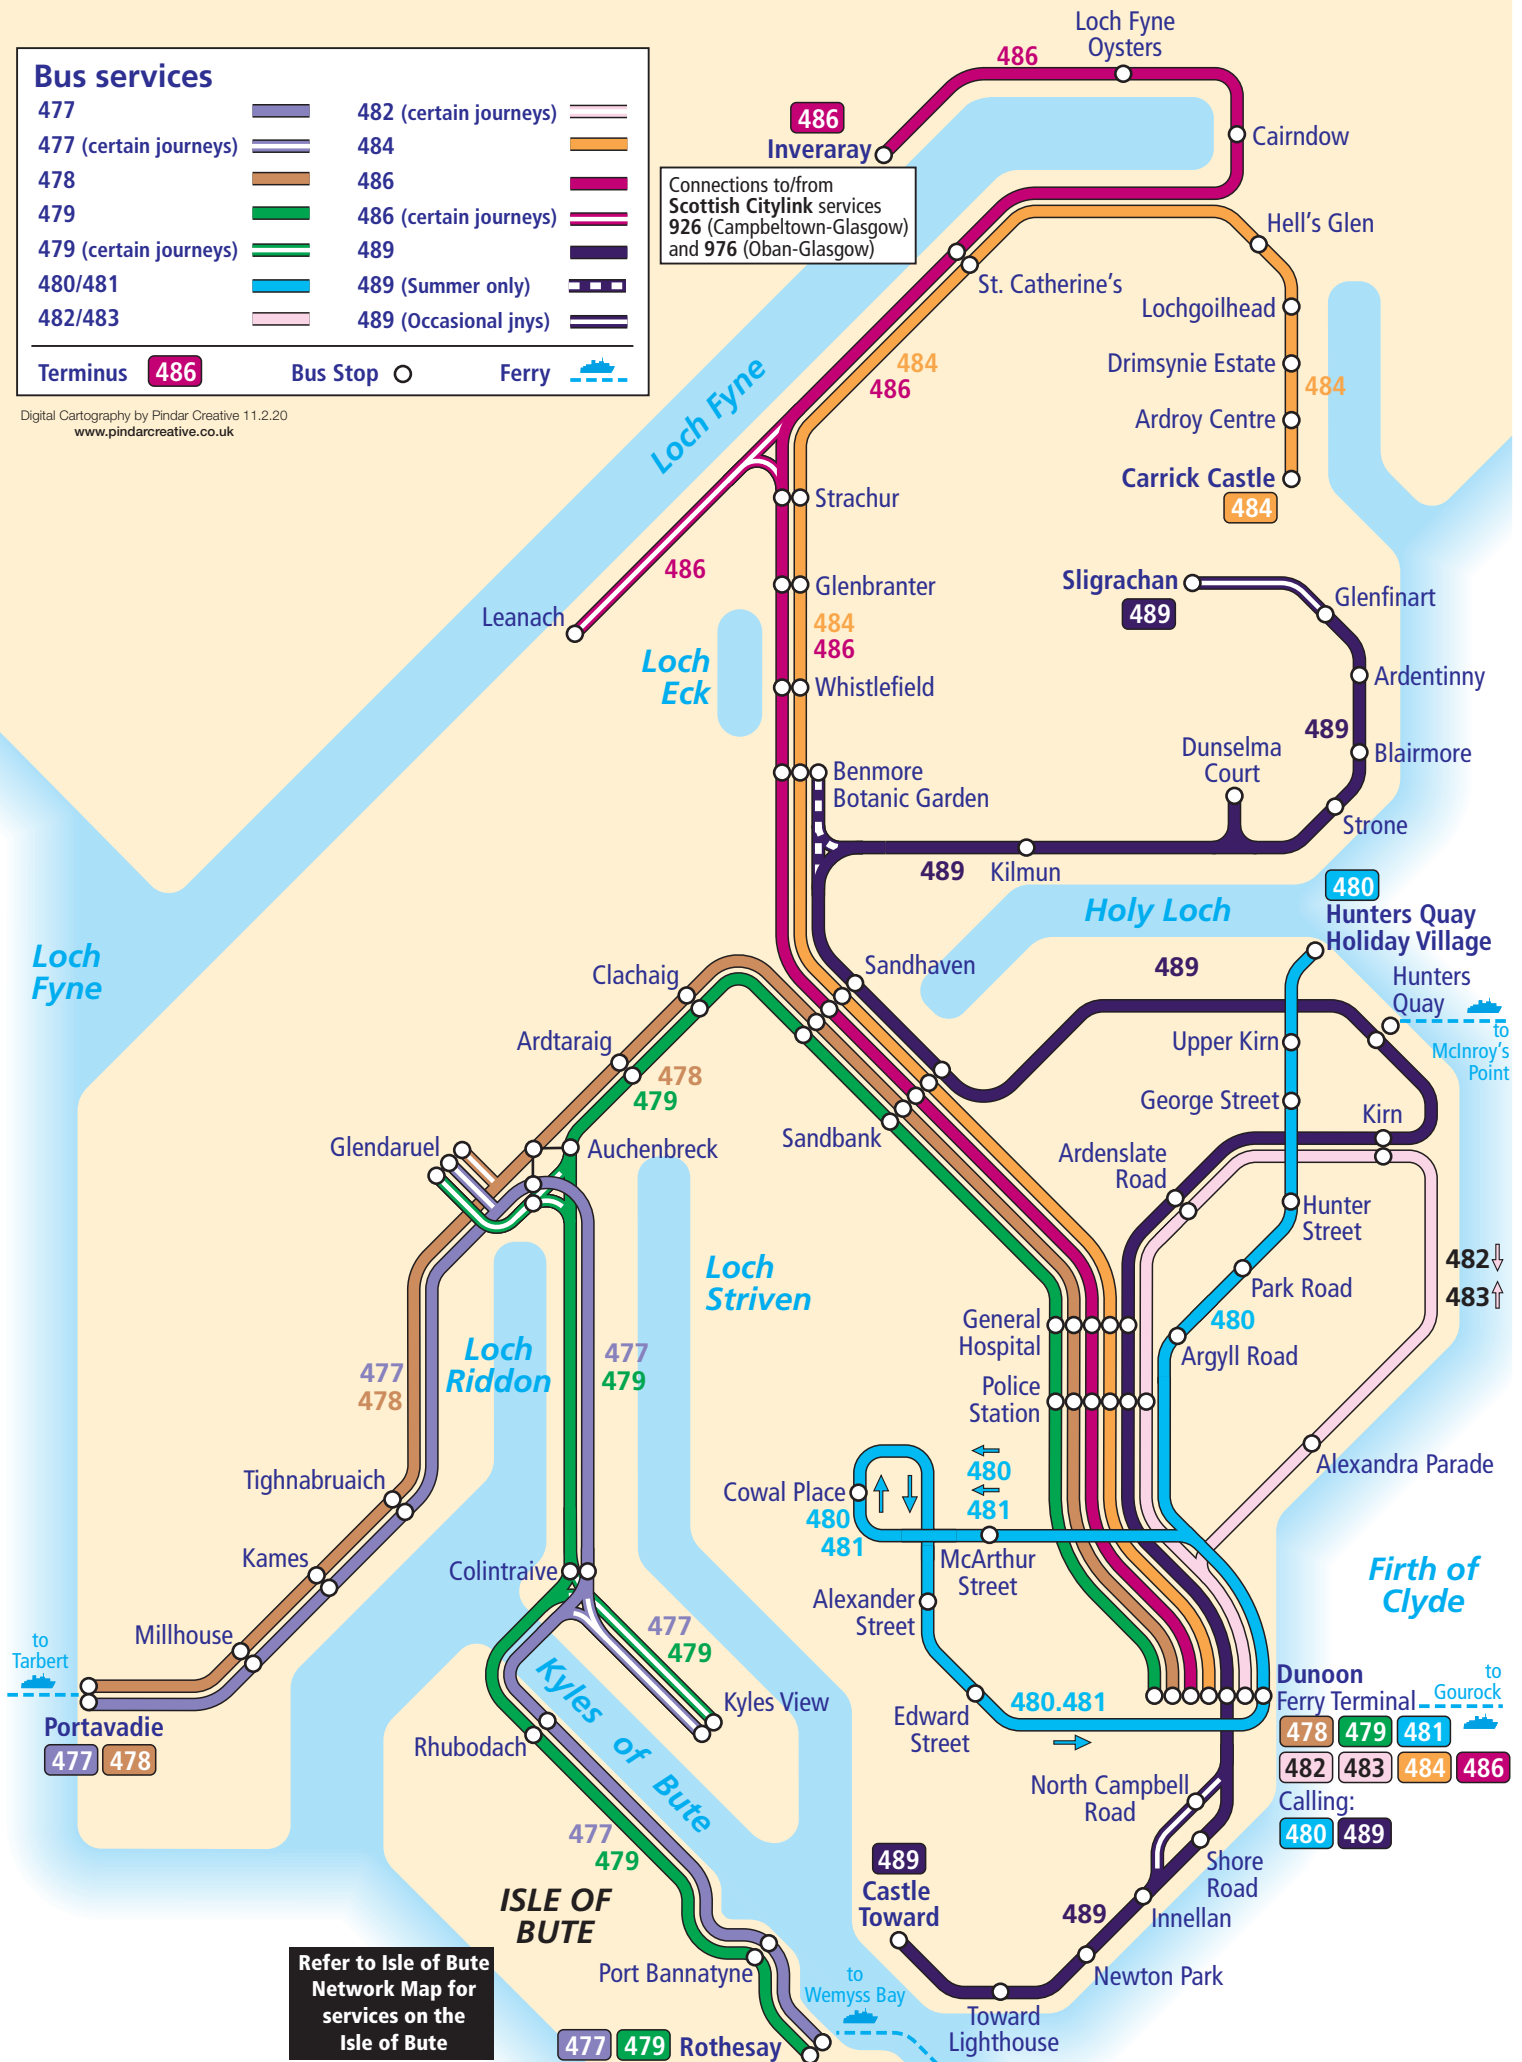 Bus services
477
477 (certain journeys)
478
479
479 (certain journeys)
480/481
482/483
482 (certain journeys)
484
486
486 (certain journeys)
489
489 (Summer only)
489 (Occasional jnys)
Terminus 486
Bus Stop
Ferry
Digital Cartography by Pindar Creative 11.2.20
www.pindarcreative.co.uk
Loch Fyne
Oysters
486
486
Inveraray
Cairndow
Connections to/from
Scottish Citylink services
926 (Campbeltown-Glasgow)
and 976 (Oban-Glasgow)
Hell's Glen
St. Catherine's
Lochgoilhead
Drimsynie Estate
484
484
486
Loch Fyne
Ardroy Centre
Carrick Castle
484
Strachur
486
Sligrachan
489
Glenbranter
Glenfinart
Leanach
484
486
Loch
Eck
Whistlefield
Ardentinny
489
Dunselma
Court
Blairmore
Benmore
Botanic Garden
Strone
489
Kilmun
480
Hunters Quay
Holiday Village
Holy Loch
Loch
Fyne
Clachaig
Sandhaven
489
Hunters
Quay
to
McInroy's
Point
Ardtaraig
478
479
Upper Kirn
George Street
Kirn
Sandbank
Glendaruel
Auchenbreck
Ardenslate
Road
Hunter
Street
482
483
Loch
Striven
Park Road
General
Hospital
480
Argyll Road
Loch
Riddon
477
479
477
478
Police
Station
480
481
Alexandra Parade
Tighnabruaich
Cowal Place
480
481
McArthur
Street
Kames
Colintraive
Firth of
Clyde
Alexander
Street
Millhouse
477
479
to
Tarbert
Portavadie
477 478
Kyles View
Kyles of Bute
Edward
Street
480.481
Dunoon
Ferry Terminal
to
Gourock
478 479 481
482 483 484 486
Calling:
480 489
Rhubodach
North Campbell
Road
477
479
Shore
Road
489
Castle
Toward
489
Innellan
ISLE OF
BUTE
Newton Park
Refer to Isle of Bute
Network Map for
services on the
Isle of Bute
Port Bannatyne
to
Wemyss Bay
Toward
Lighthouse
477 479 Rothesay